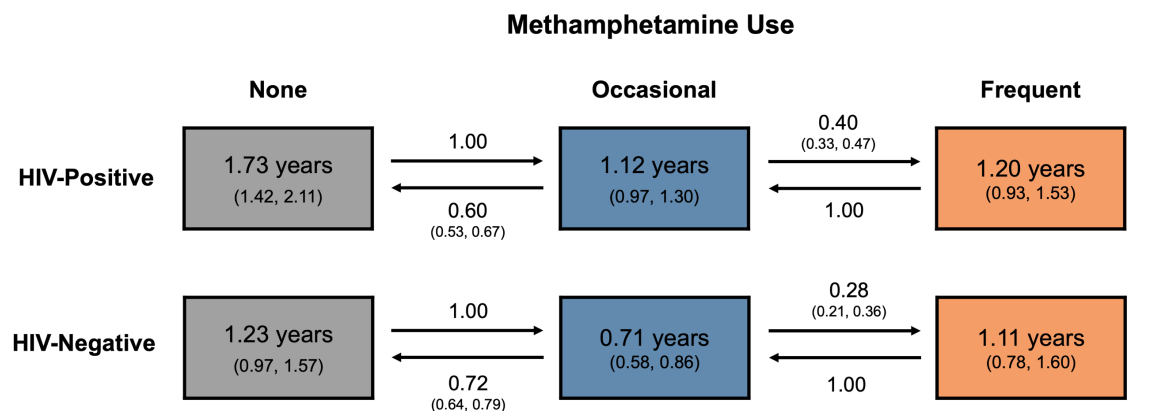 Methamphetamine Use
None
Occasional
Frequent
HIV-Positive
1.73 years
(1.42, 2.11)
1.00
0.60
(0.53, 0.67)
1.12 years
(0.97, 1.30)
0.40
(0.33, 0.47)
1.00
1.20 years
(0.93, 1.53)
HIV-Negative
1.23 years
(0.97, 1.57)
1.00
0.72
(0.64, 0.79)
0.71 years
(0.58, 0.86)
0.28
(0.21, 0.36)
1.00
1.11 years
(0.78, 1.60)